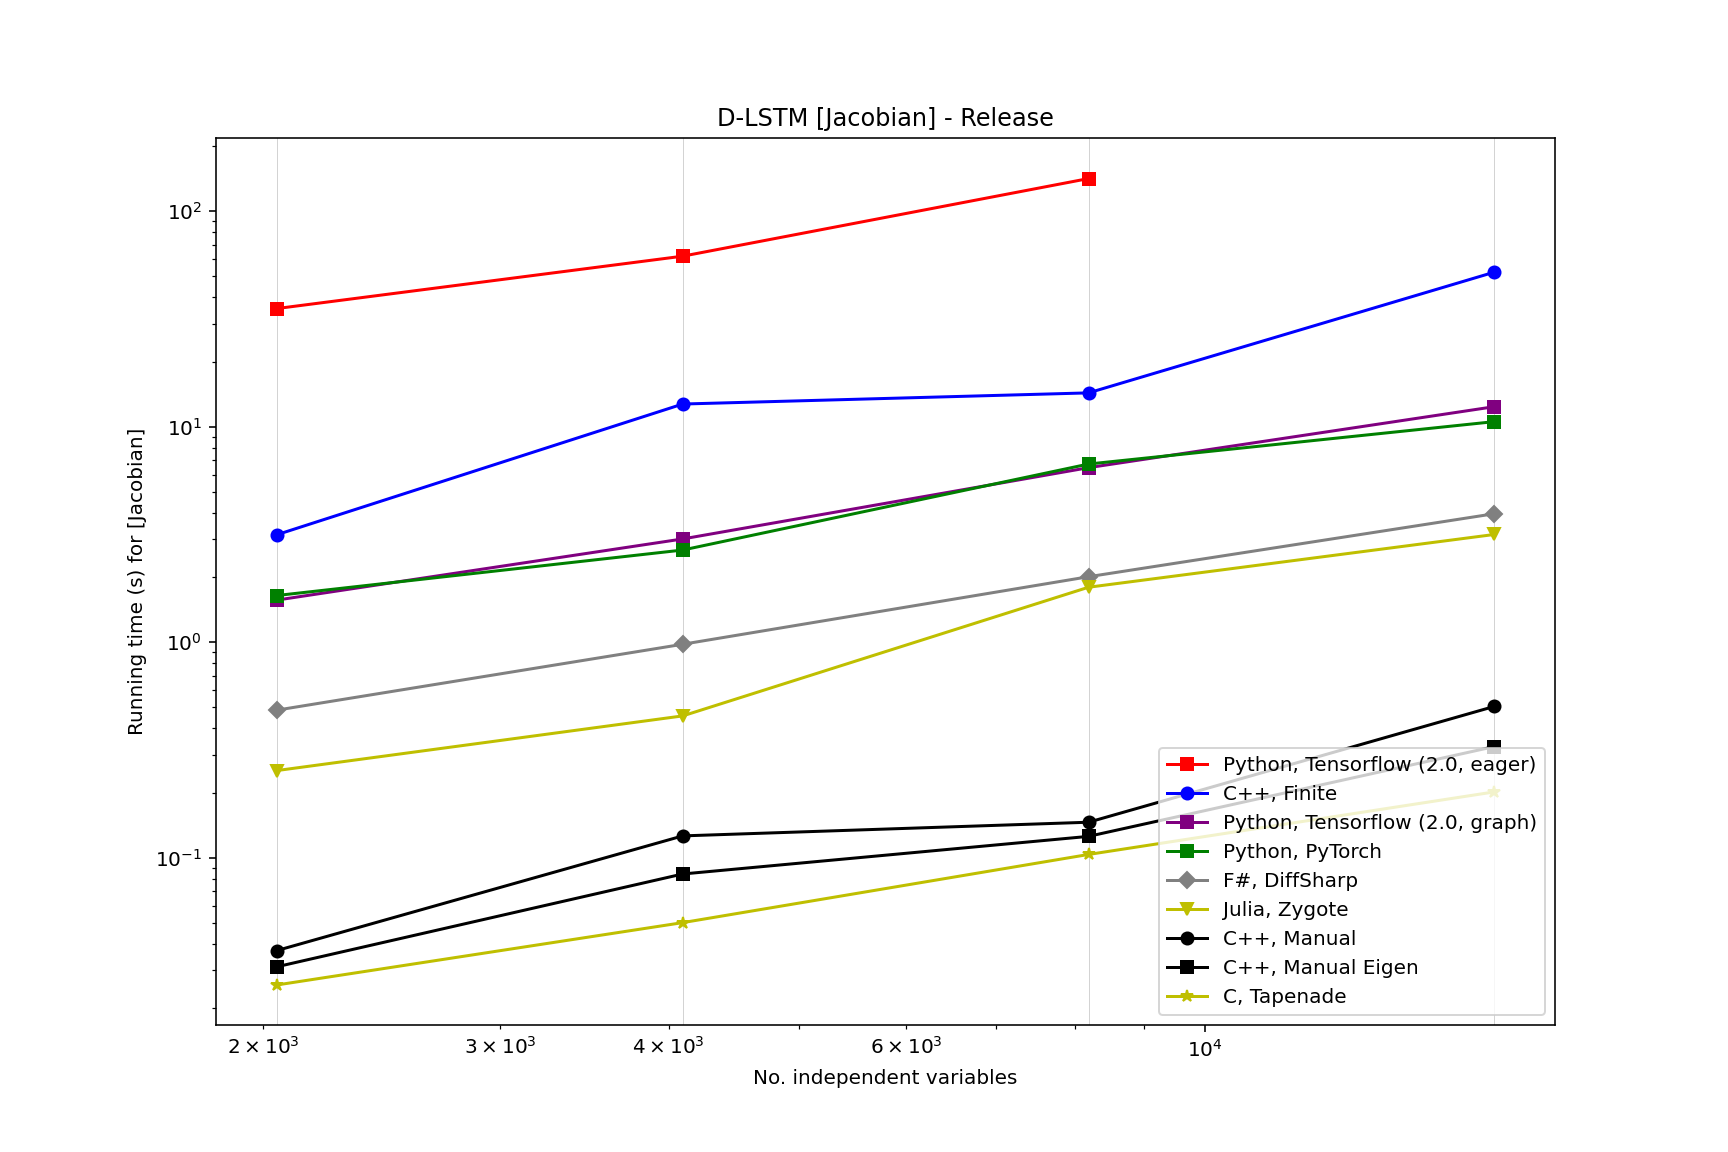 D-LSTM [Jacobian] - Release
Running time (s) for [Jacobian]
10²
10¹
10⁰
10⁻¹
2 × 10³
3 × 10³
4 × 10³
6 × 10³
10⁴
No. independent variables
Python, Tensorflow (2.0, eager)
C++, Finite
Python, Tensorflow (2.0, graph)
Python, PyTorch
F#, DiffSharp
Julia, Zygote
C++, Manual
C++, Manual Eigen
C, Tapenade